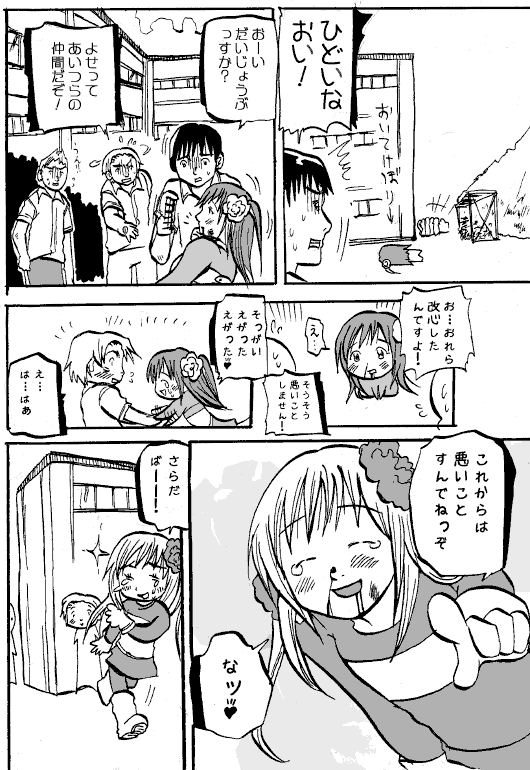 ひどいな
おい！
おいてけぼりー
おーい
だいじょうぶ
っすか？
よせって
あいつらの
仲間だぞ！
お…おれら
改心した
んですよ！
え…
そうそう
悪いこと
しません！
そっがい
えがった
えがった♥
え…
は…はあ
これからは
悪いこと
すんでねっぞ
なツッ♥
さらだ
ばーー！